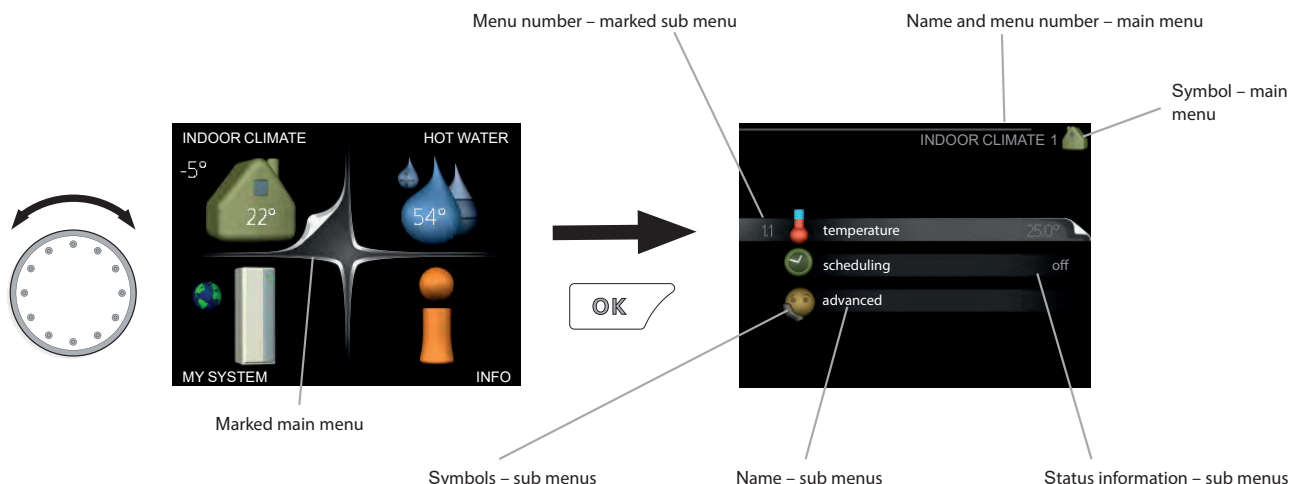 Menu number – marked sub menu
Name and menu number – main menu
Symbol – main
menu
INDOOR CLIMATE
HOT WATER
-5°
22°
54°
MY SYSTEM
INFO
Marked main menu
OK
INDOOR CLIMATE 1
1.1
temperature
25.0°
scheduling
off
advanced
Symbols – sub menus
Name – sub menus
Status information – sub menus